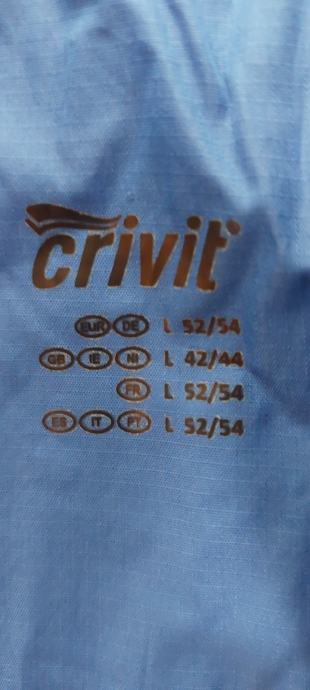 crivit
EUR DE L 52/54
GB IE NI L 42/44
FR L 52/54
ES IT PT L 52/54